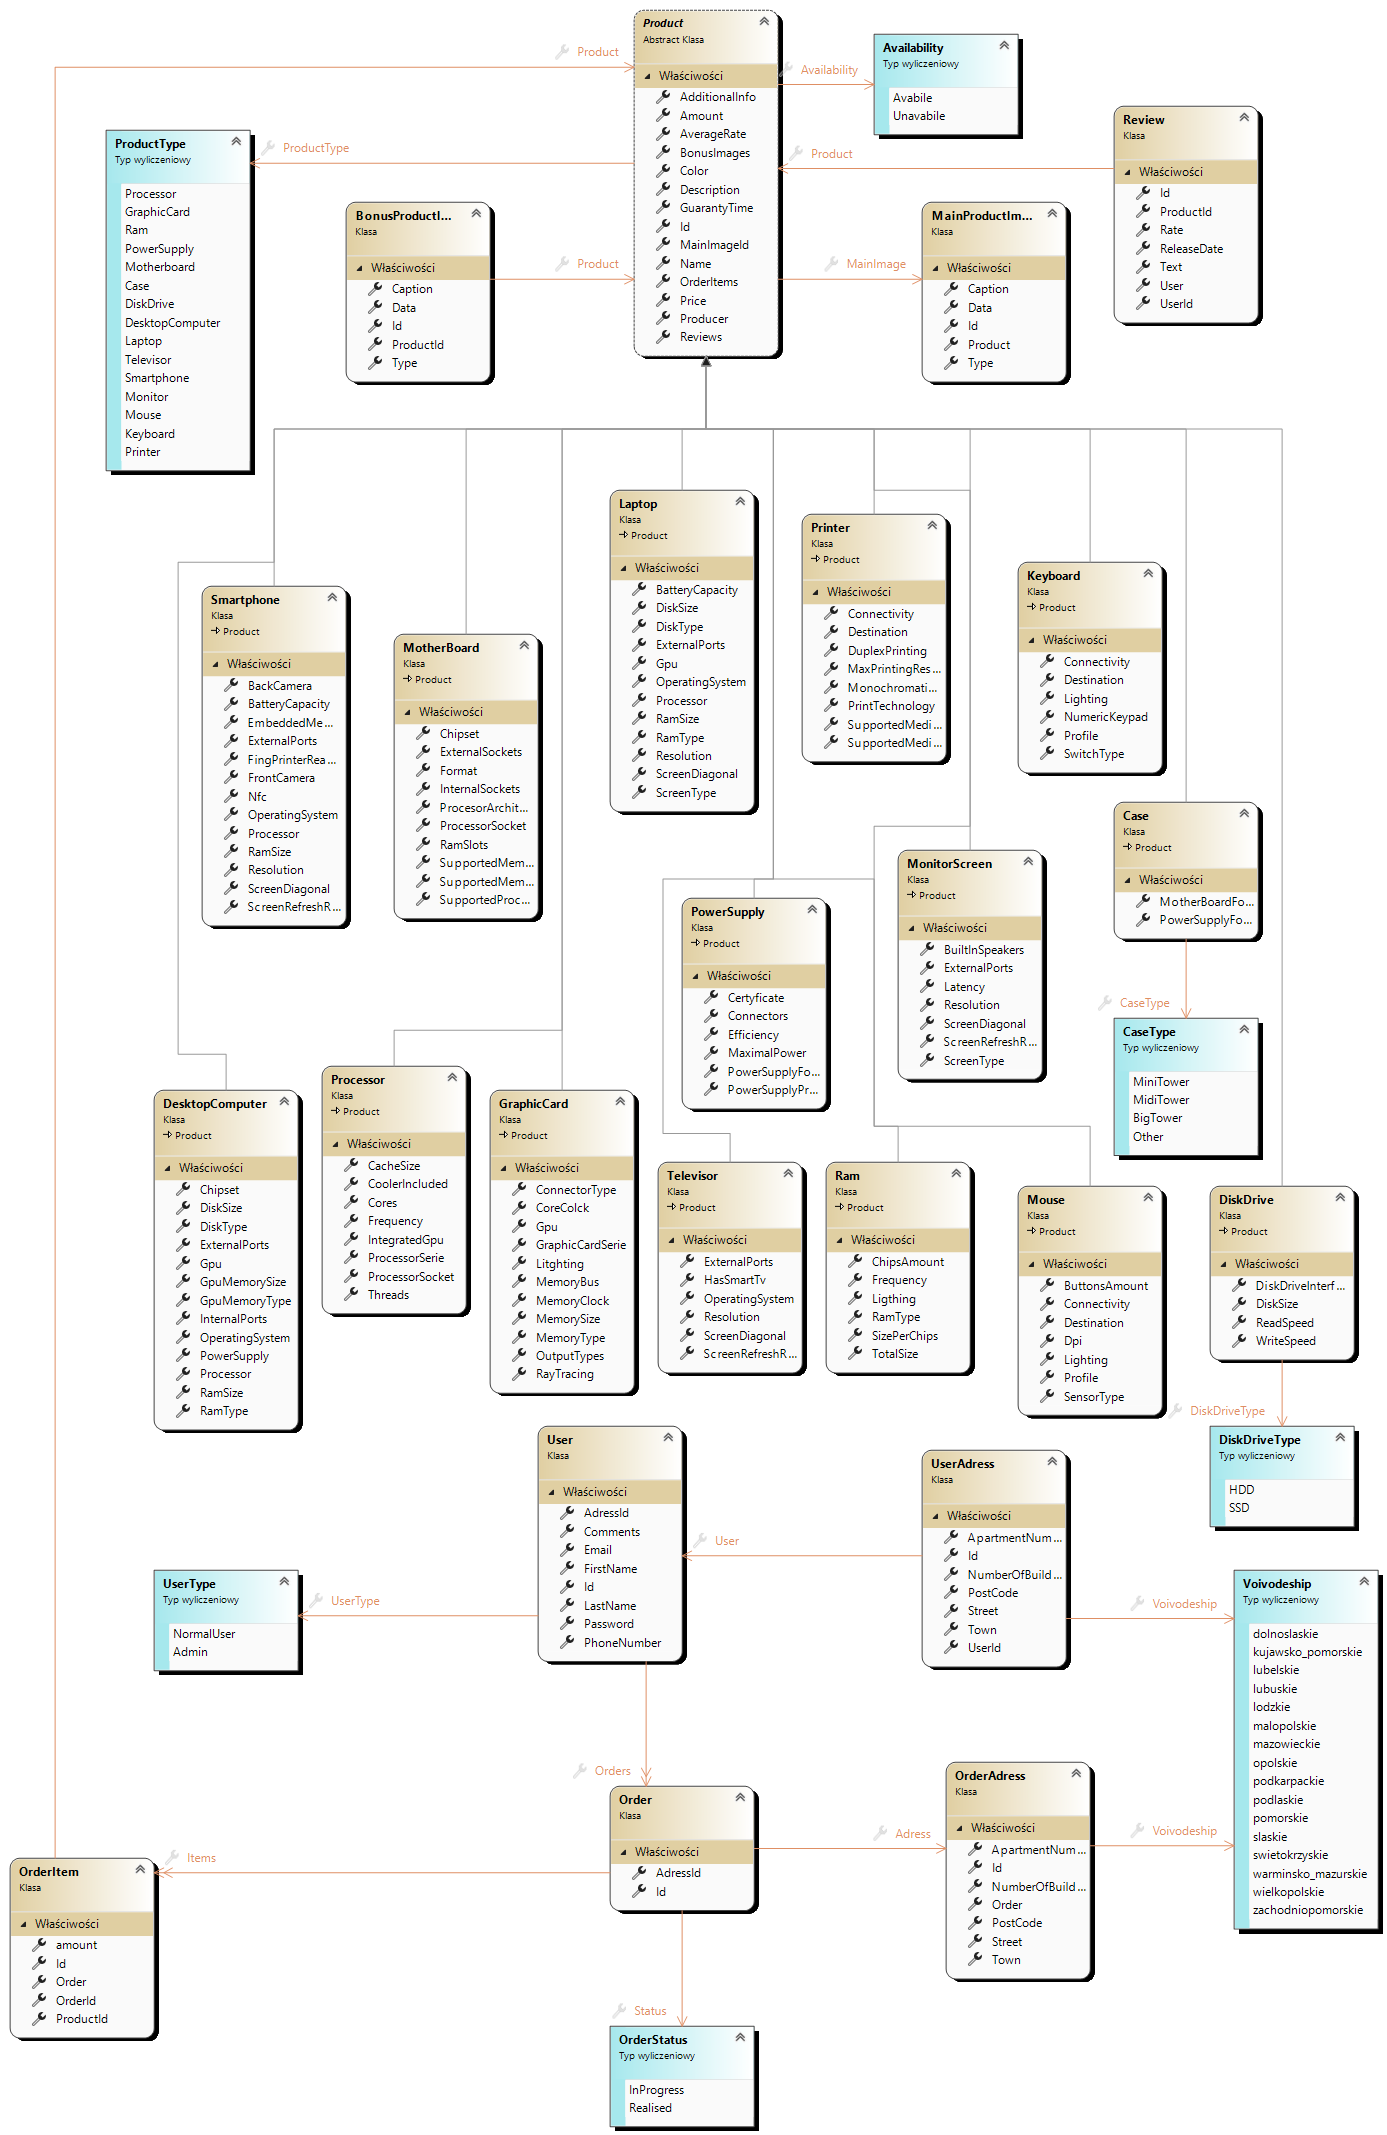 Product
Abstract Klasa
Właściwości
AdditionalInfo
Amount
AverageRate
BonusImages
Color
Description
GuarantyTime
Id
MainImageId
Name
OrderItems
Price
Producer
Reviews
Product
Availability
Availability
Typ wyliczeniowy
Avabile
Unavabile
Review
Klasa
Właściwości
Id
ProductId
Rate
ReleaseDate
Text
User
UserId
Product
ProductType
ProductType
Typ wyliczeniowy
Processor
GraphicCard
Ram
PowerSupply
Motherboard
Case
DiskDrive
DesktopComputer
Laptop
Televisor
Smartphone
Monitor
Mouse
Keyboard
Printer
BonusProductI...
Klasa
Właściwości
Caption
Data
Id
ProductId
Type
Product
MainImage
MainProductIm...
Klasa
Właściwości
Caption
Data
Id
Product
Type
Laptop
Klasa
Product
Właściwości
BatteryCapacity
DiskSize
DiskType
ExternalPorts
Gpu
OperatingSystem
Processor
RamSize
RamType
Resolution
ScreenDiagonal
ScreenType
Printer
Klasa
Product
Właściwości
Connectivity
Destination
DuplexPrinting
MaxPrintingRes...
Monochromati...
PrintTechnology
SupportedMedi...
SupportedMedi...
Keyboard
Klasa
Product
Właściwości
Connectivity
Destination
Lighting
NumericKeypad
Profile
SwitchType
Smartphone
Klasa
Product
Właściwości
BackCamera
BatteryCapacity
EmbeddedMe...
ExternalPorts
FingPrinterRea...
FrontCamera
Nfc
OperatingSystem
Processor
RamSize
Resolution
ScreenDiagonal
ScreenRefreshR...
MotherBoard
Klasa
Product
Właściwości
Chipset
ExternalSockets
Format
InternalSockets
ProcesorArchit...
ProcessorSocket
RamSlots
SupportedMem...
SupportedMem...
SupportedProc...
Case
Klasa
Product
Właściwości
MotherBoardFo...
PowerSupplyFo...
MonitorScreen
Klasa
Product
Właściwości
BuiltInSpeakers
ExternalPorts
Latency
Resolution
ScreenDiagonal
ScreenRefreshR...
ScreenType
PowerSupply
Klasa
Product
Właściwości
Certyficate
Connectors
Efficiency
MaximalPower
PowerSupplyFo...
PowerSupplyPr...
CaseType
CaseType
Typ wyliczeniowy
MiniTower
MidiTower
BigTower
Other
DesktopComputer
Klasa
Product
Właściwości
Chipset
DiskSize
DiskType
ExternalPorts
Gpu
GpuMemorySize
GpuMemoryType
InternalPorts
OperatingSystem
PowerSupply
Processor
RamSize
RamType
Processor
Klasa
Product
Właściwości
CacheSize
CoolerIncluded
Cores
Frequency
IntegratedGpu
ProcessorSerie
ProcessorSocket
Threads
GraphicCard
Klasa
Product
Właściwości
ConnectorType
CoreColck
Gpu
GraphicCardSerie
Litghting
MemoryBus
MemoryClock
MemorySize
MemoryType
OutputTypes
RayTracing
Televisor
Klasa
Product
Właściwości
ExternalPorts
HasSmartTv
OperatingSystem
Resolution
ScreenDiagonal
ScreenRefreshR...
Ram
Klasa
Product
Właściwości
ChipsAmount
Frequency
Ligthing
RamType
SizePerChips
TotalSize
Mouse
Klasa
Product
Właściwości
ButtonsAmount
Connectivity
Destination
Dpi
Lighting
Profile
SensorType
DiskDrive
Klasa
Product
Właściwości
DiskDriveInterf...
DiskSize
ReadSpeed
WriteSpeed
DiskDriveType
DiskDriveType
Typ wyliczeniowy
HDD
SSD
User
Klasa
Właściwości
AdressId
Comments
Email
FirstName
Id
LastName
Password
PhoneNumber
User
UserAdress
Klasa
Właściwości
ApartmentNum...
Id
NumberOfBuild...
PostCode
Street
Town
UserId
UserType
UserType
Typ wyliczeniowy
NormalUser
Admin
Voivodeship
Voivodeship
Typ wyliczeniowy
dolnoslaskie
kujawsko_pomorskie
lubelskie
lubuskie
lodzkie
malopolskie
mazowieckie
opolskie
podkarpackie
podlaskie
pomorskie
slaskie
swietokrzyskie
warminsko_mazurskie
wielkopolskie
zachodniopomorskie
Orders
Order
Klasa
Właściwości
AdressId
Id
Adress
OrderAdress
Klasa
Właściwości
ApartmentNum...
Id
NumberOfBuild...
Order
PostCode
Street
Town
Voivodeship
Items
OrderItem
Klasa
Właściwości
amount
Id
Order
OrderId
ProductId
Status
OrderStatus
Typ wyliczeniowy
InProgress
Realised